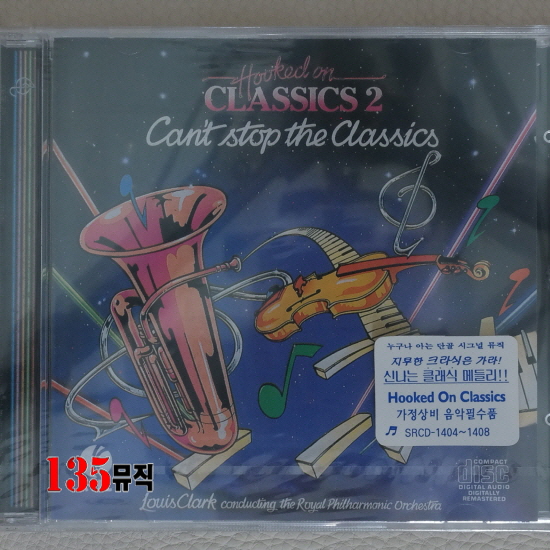 Hooked on
CLASSICS 2
Can't stop the Classics
누구나 아는 단골 시그널 뮤직
지루한 크라식은 가라!
신나는 클래식 메들리!!
Hooked On Classics
가정상비 음악필수품
SRCD-1404~1408
135뮤직
COMPACT
disc
DIGITAL AUDIO
DIGITALLY
REMASTERED
Louis Clark conducting the Royal Philharmonic Orchestra